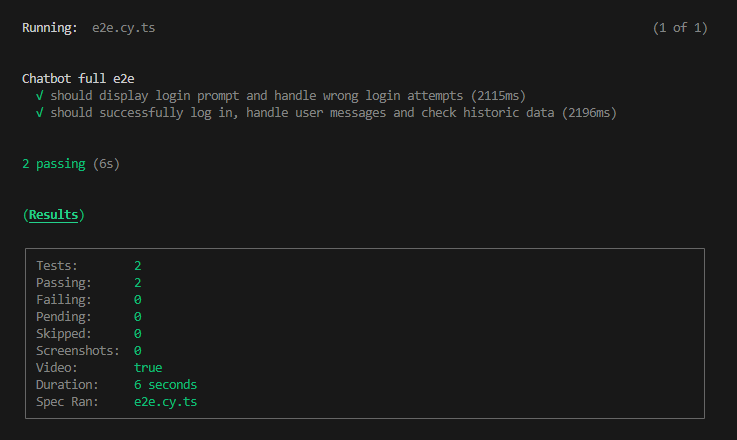 Running:  e2e.cy.ts (1 of 1)
Chatbot full e2e
√ should display login prompt and handle wrong login attempts (2115ms)
√ should successfully log in, handle user messages and check historic data (2196ms)
2 passing (6s)
(Results)
Tests: 2
Passing: 2
Failing: 0
Pending: 0
Skipped: 0
Screenshots: 0
Video: true
Duration: 6 seconds
Spec Ran: e2e.cy.ts